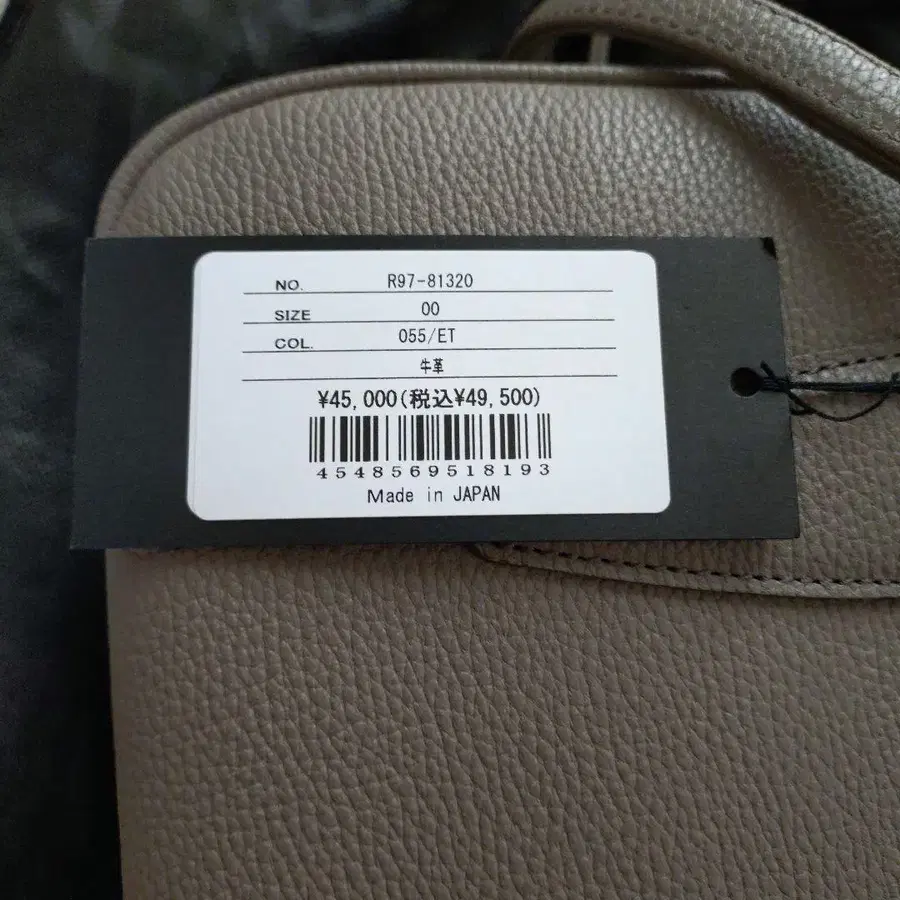 NO. R97-81320
SIZE 00
COL. 055/ET
牛革
¥45,000(税込¥49,500)
4548569518193
Made in JAPAN